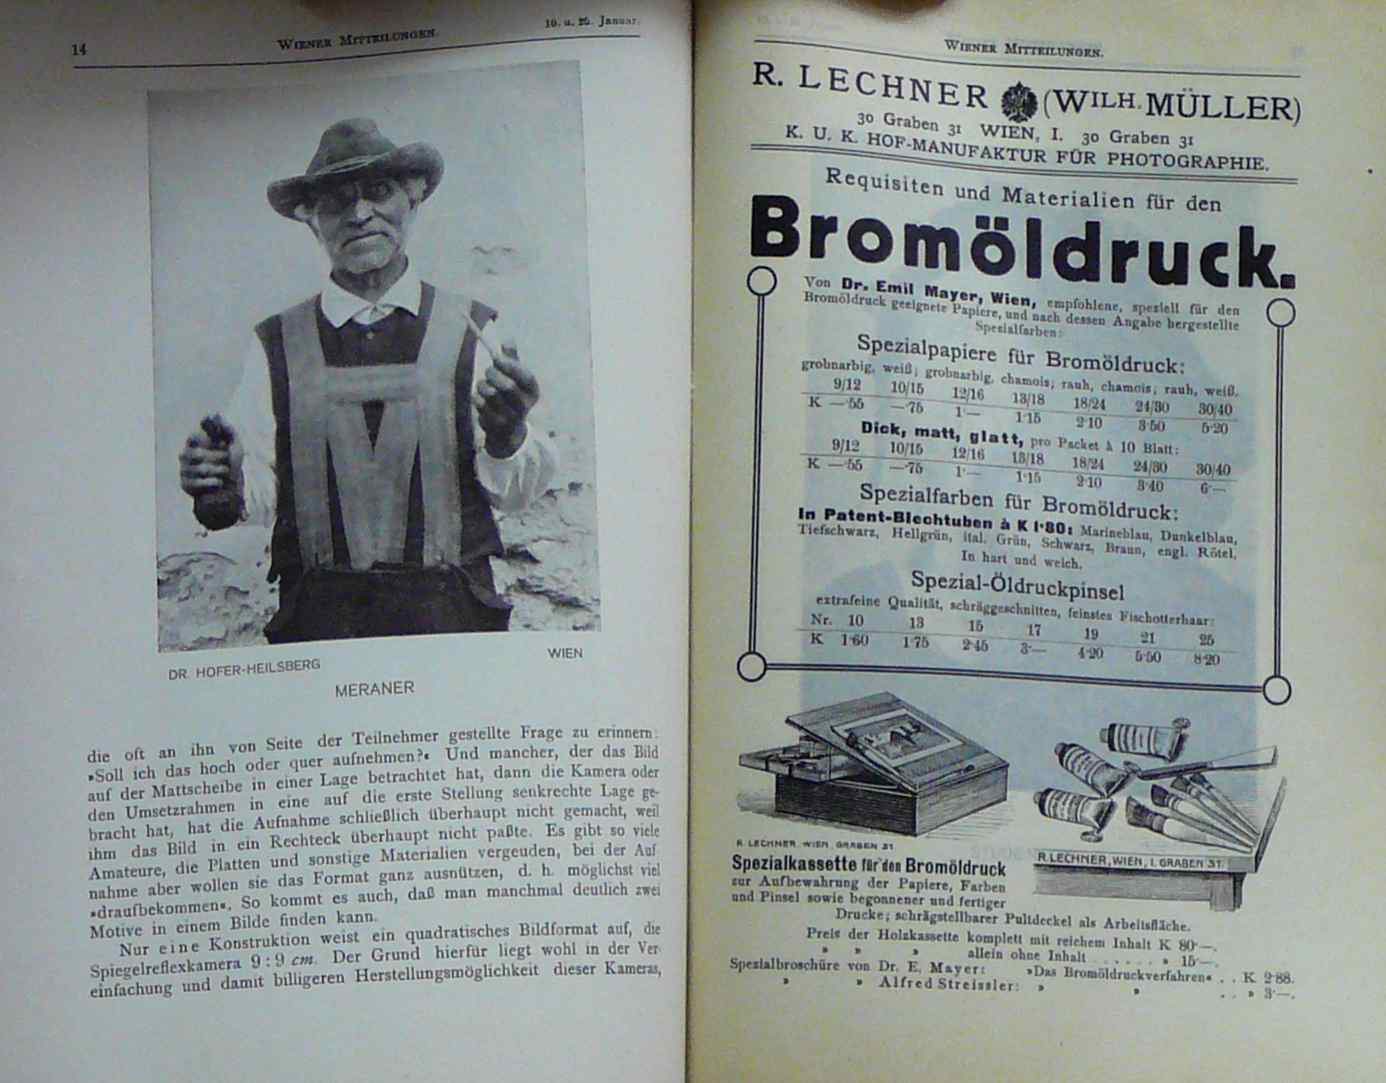 14
WIENER MITTEILUNGEN.
10. u. 25. Januar.
DR. HOFER-HEILSBERG
WIEN
MERANER
die oft an ihn von Seite der Teilnehmer gestellte Frage zu erinnern:
»Soll ich das hoch oder quer aufnehmen?« Und mancher, der das Bild
auf der Mattscheibe in einer Lage betrachtet hat, dann die Kamera oder
den Umsetzrahmen in eine auf die erste Stellung senkrechte Lage ge-
bracht hat, hat die Aufnahme schließlich überhaupt nicht gemacht, weil
ihm das Bild in ein Rechteck überhaupt nicht paßte. Es gibt so viele
Amateure, die Platten und sonstige Materialien vergeuden, bei der Auf-
nahme aber wollen sie das Format ganz ausnützen, d. h. möglichst viel
»draufbekommen«. So kommt es auch, daß man manchmal deutlich zwei
Motive in einem Bilde finden kann.
Nur eine Konstruktion weist ein quadratisches Bildformat auf, die
Spiegelreflexkamera 9 : 9 cm. Der Grund hierfür liegt wohl in der Ver-
einfachung und damit billigeren Herstellungsmöglichkeit dieser Kameras,
WIENER MITTEILUNGEN.
R. LECHNER (WILH. MÜLLER)
30 Graben 31 WIEN, I. 30 Graben 31
K. U. K. HOF-MANUFAKTUR FÜR PHOTOGRAPHIE.
Requisiten und Materialien für den
Bromöldruck.
Von Dr. Emil Mayer, Wien, empfohlene, speziell für den
Bromöldruck geeignete Papiere, und nach dessen Angabe hergestellte
Spezialfarben:
Spezialpapiere für Bromöldruck:
grobnarbig, weiß; grobnarbig, chamois; rauh, chamois; rauh, weiß.
9/12 10/15 12/16 13/18 18/24 24/30 30/40
K —·55 —·75 1·— 1·15 2·10 3·50 5·20
Dick, matt, glatt, pro Packet à 10 Blatt:
9/12 10/15 12/16 13/18 18/24 24/30 30/40
K —·55 —·75 1·— 1·15 2·10 3·40 6·—
Spezialfarben für Bromöldruck:
In Patent-Blechtuben à K 1·80: Marineblau, Dunkelblau,
Tiefschwarz, Hellgrün, ital. Grün, Schwarz, Braun, engl. Rötel,
In hart und weich.
Spezial-Öldruckpinsel
extrafeine Qualität, schräggeschnitten, feinstes Fischotterhaar:
Nr. 10 13 15 17 19 21 25
K 1·60 1·75 2·45 3·— 4·20 5·50 8·20
R. LECHNER, WIEN, GRABEN 31
R. LECHNER, WIEN, I. GRABEN 31.
Spezialkassette für den Bromöldruck
zur Aufbewahrung der Papiere, Farben
und Pinsel sowie begonnener und fertiger
Drucke; schrägstellbarer Pultdeckel als Arbeitsfläche.
Preis der Holzkassette komplett mit reichem Inhalt K 80·—.
» » » allein ohne Inhalt . . . . . . » 15·—.
Spezialbroschüre von Dr. E. Mayer: »Das Bromöldruckverfahren« . . K 2·88.
» » Alfred Streissler: » » . . » 3·—.